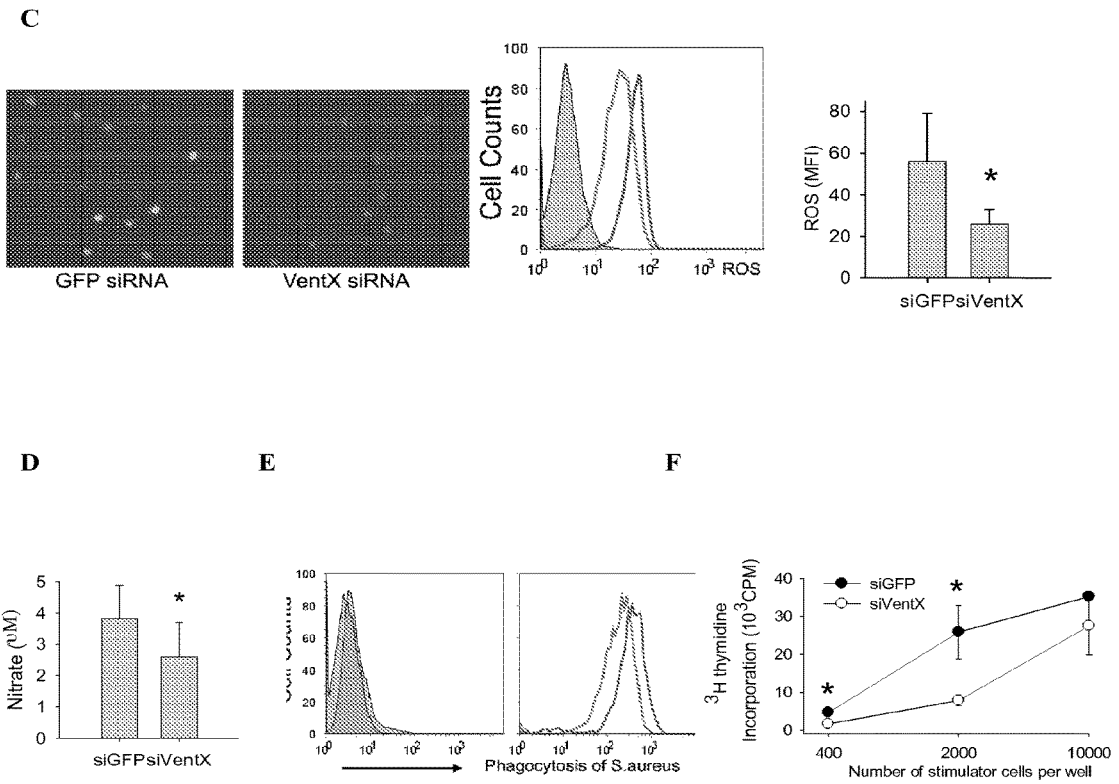 C
100
80
60
40
20
0
Cell Counts
10⁰ 10¹ 10² 10³ ROS
GFP siRNA
VentX siRNA
80
60
40
20
0
ROS (MFI)
*
siGFPsiVentX
D
E
F
5
4
3
2
1
0
Nitrate (υM)
*
siGFPsiVentX
100
80
60
40
20
0
Cell Counts
10⁰ 10¹ 10² 10³
10⁰ 10¹ 10² 10³
Phagocytosis of S.aureus
40
30
20
10
0
³H thymidine
Incorporation (10³CPM)
siGFP
siVentX
*
*
400 2000 10000
Number of stimulator cells per well